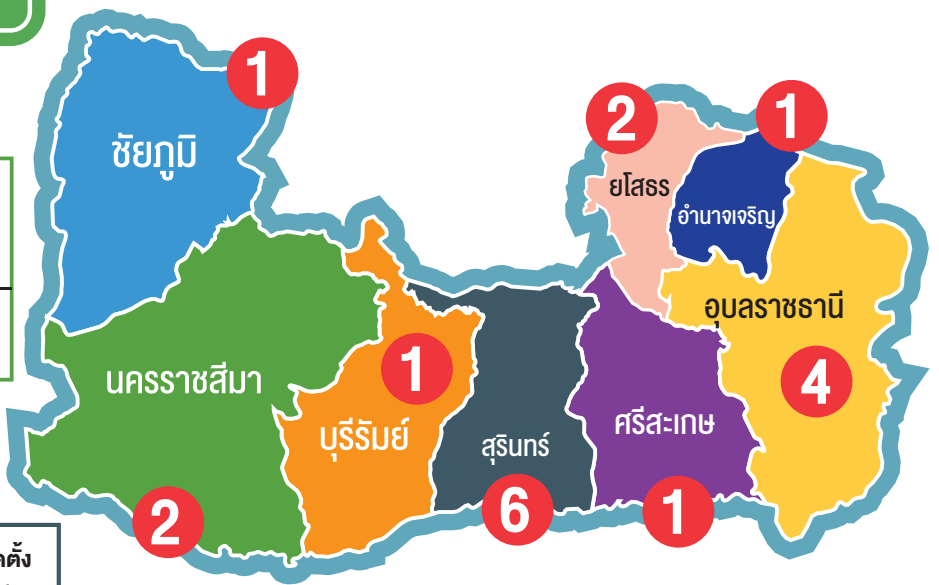 1
ชัยภูมิ
2
1
ยโสธร
อำนาจเจริญ
อุบลราชธานี
นครราชสีมา
1
4
บุรีรัมย์
สุรินทร์
ศรีสะเกษ
2
6
1